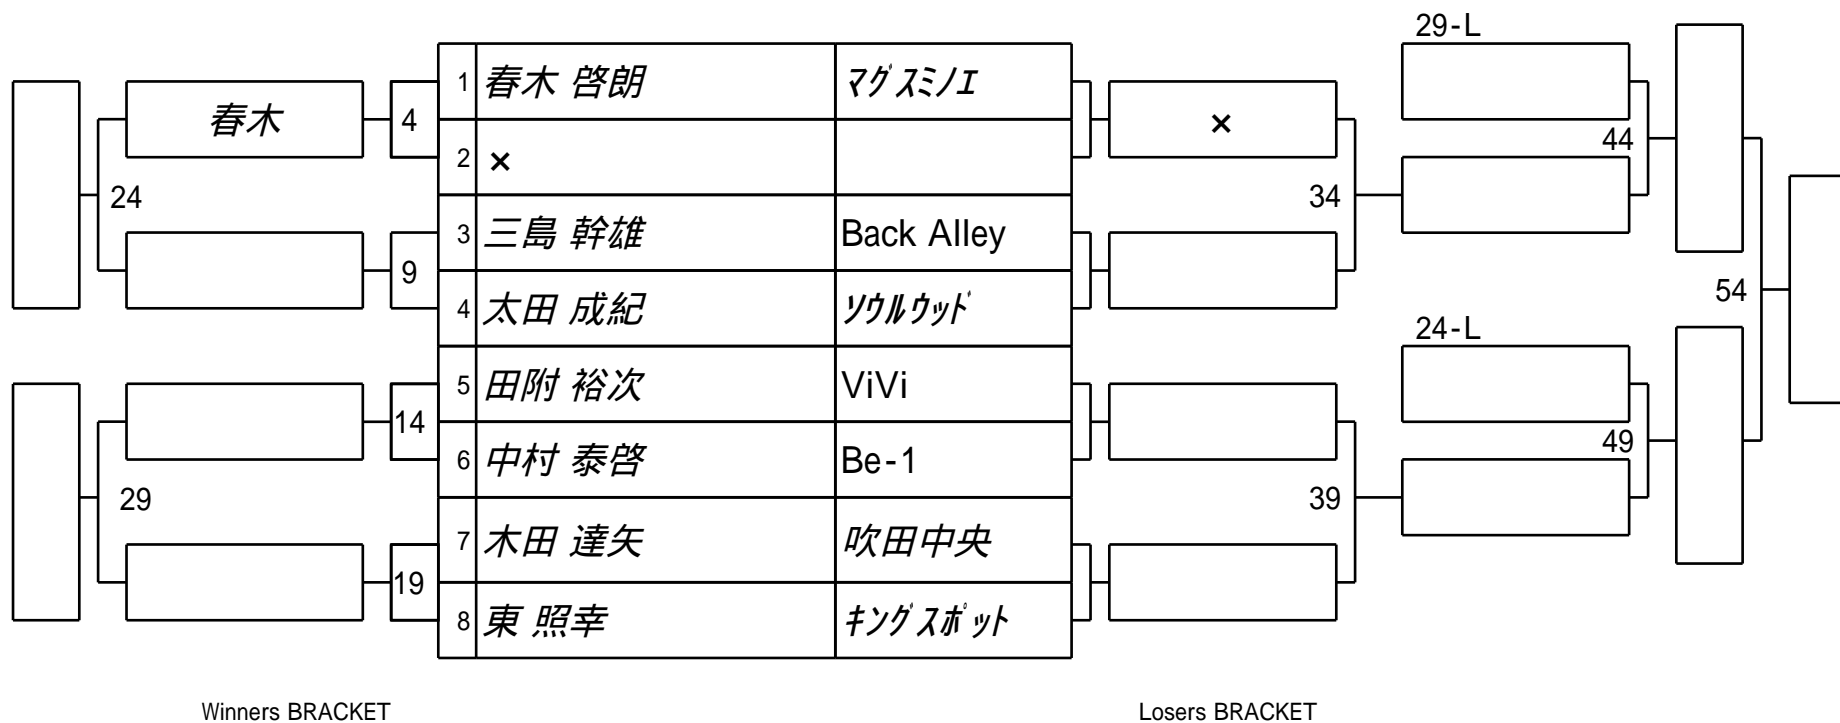 29-L
1 春木 啓朗 マグスミノエ
春木 4 ×
2 × 44
24 34
3 三島 幹雄 Back Alley
9
4 太田 成紀 ソウルウッド 54
24-L
5 田附 裕次 ViVi
14
6 中村 泰啓 Be-1 49
29 39
7 木田 達矢 吹田中央
19
8 東 照幸 キングスポット
Winners BRACKET Losers BRACKET